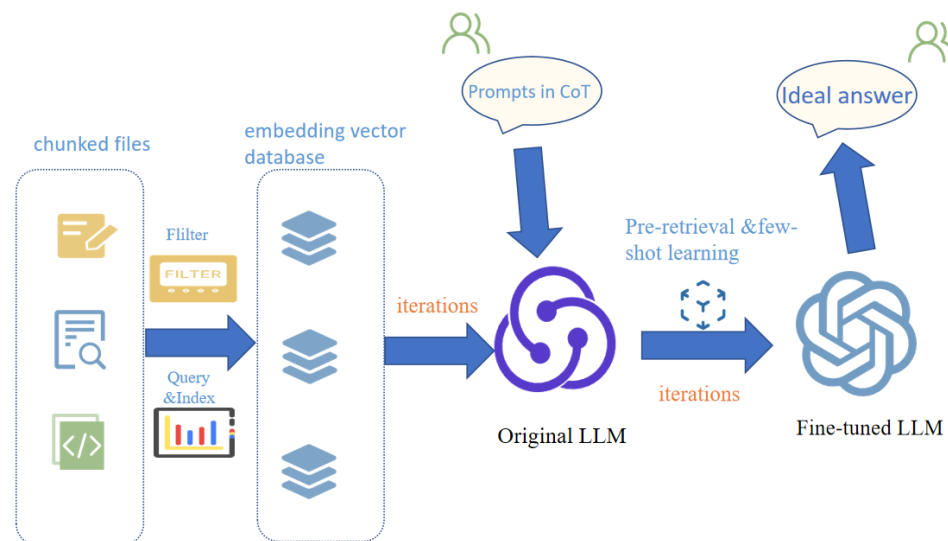 Prompts in CoT
Ideal answer
chunked files
embedding vector
database
Flilter
FILTER
Query
&Index
iterations
Pre-retrieval &few-
shot learning
iterations
Original LLM
Fine-tuned LLM